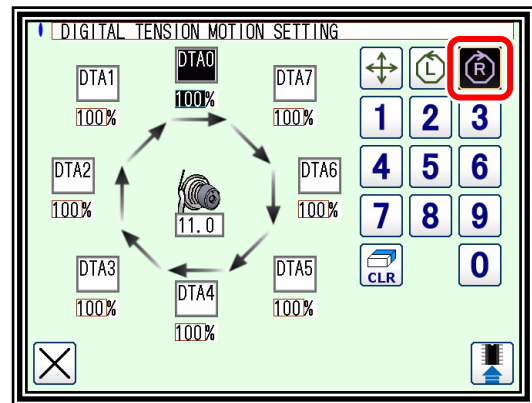 DIGITAL TENSION MOTION SETTING
DTA0
100%
DTA1
100%
DTA7
100%
DTA2
100%
DTA6
100%
11.0
DTA3
100%
DTA5
100%
DTA4
100%
L
R
1 2 3
4 5 6
7 8 9
CLR 0